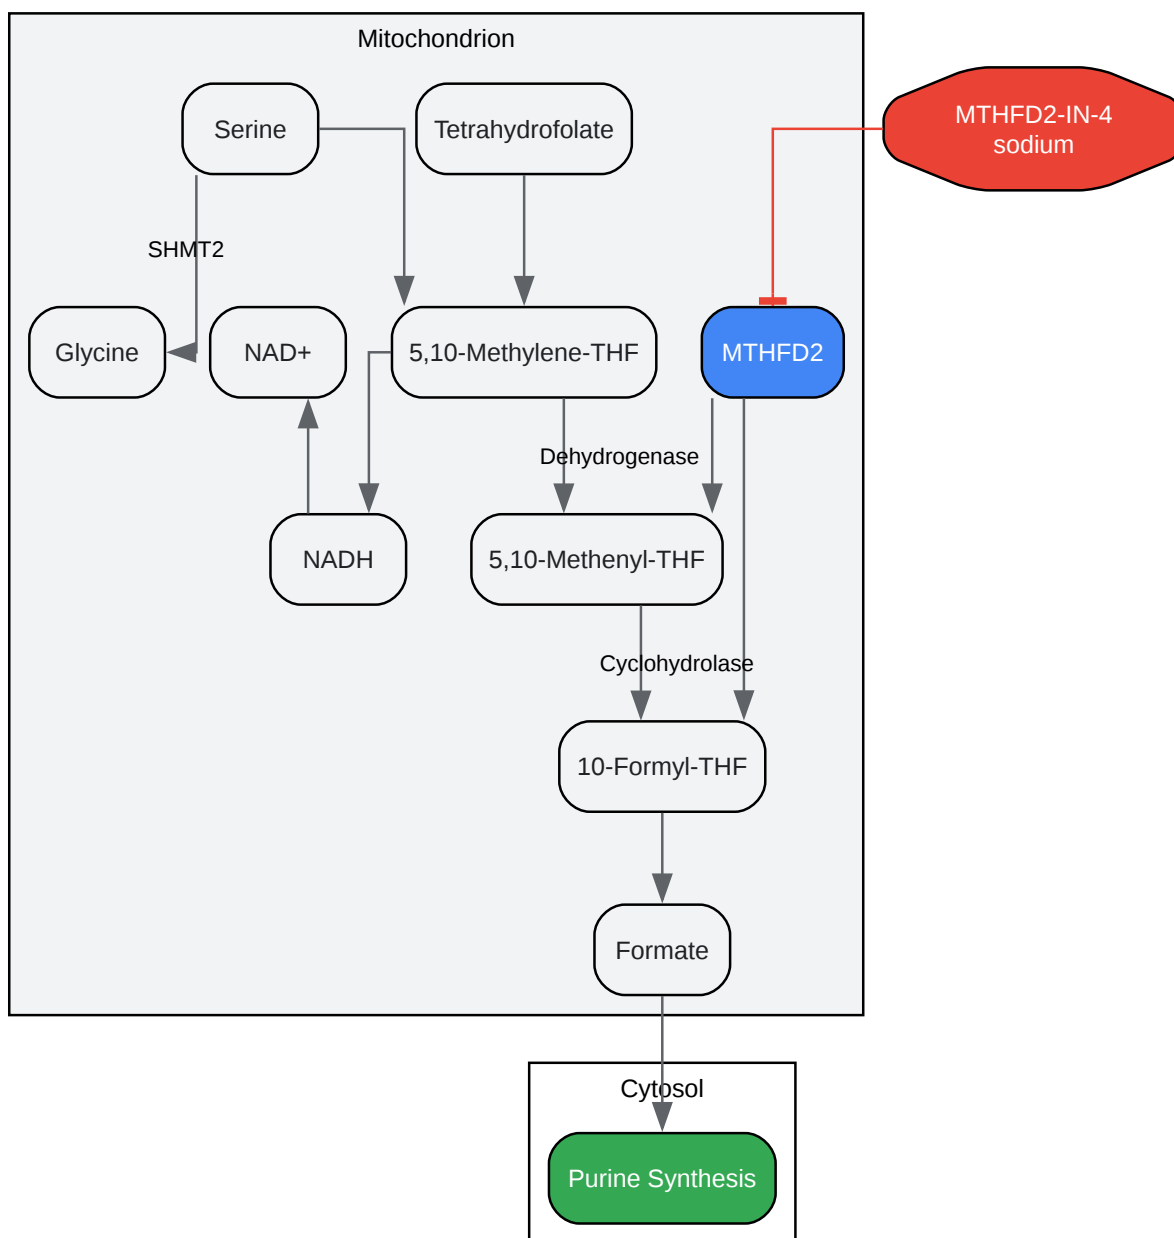 Mitochondrion
Serine
Tetrahydrofolate
MTHFD2-IN-4
sodium
SHMT2
Glycine
NAD+
5,10-Methylene-THF
MTHFD2
Dehydrogenase
NADH
5,10-Methenyl-THF
Cyclohydrolase
10-Formyl-THF
Formate
Cytosol
Purine Synthesis